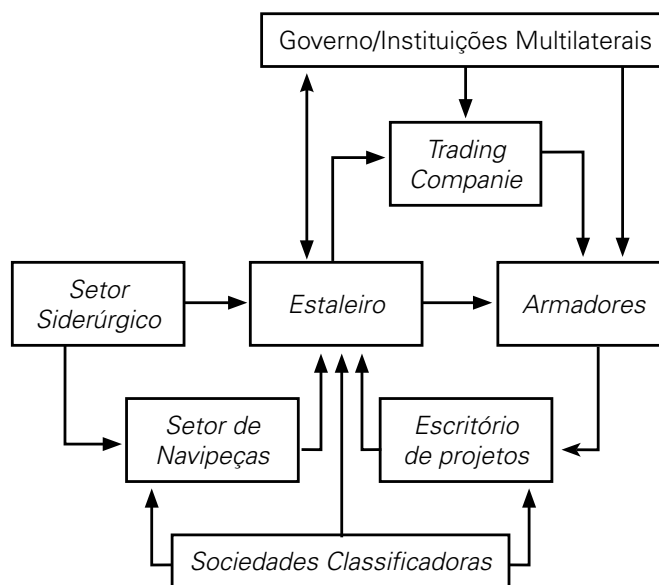 Governo/Instituições Multilaterais
Trading
Companie
Setor
Siderúrgico
Estaleiro
Armadores
Setor de
Navipeças
Escritório
de projetos
Sociedades Classificadoras